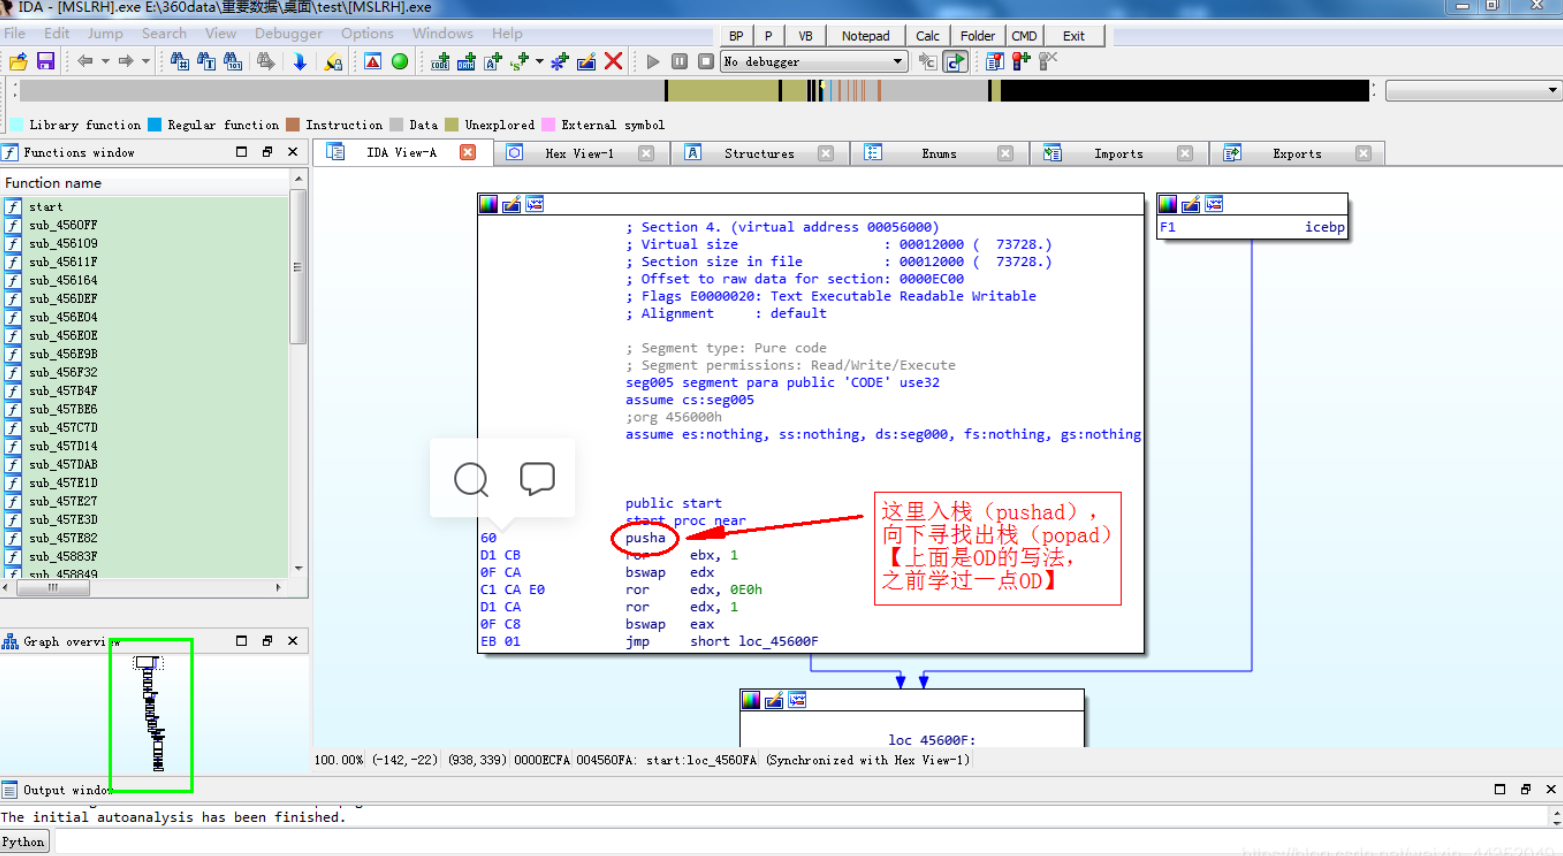 IDA - [MSLRH].exe E:\360data\重要数据\桌面\test\[MSLRH].exe
File Edit Jump Search View Debugger Options Windows Help
BP P VB Notepad Calc Folder CMD Exit
No debugger
Library function Regular function Instruction Data Unexplored External symbol
Functions window
IDA View-A Hex View-1 Structures Enums Imports Exports
Function name
start
sub_4560FF
sub_456109
sub_45611F
sub_456164
sub_456DEF
sub_456E04
sub_456E0E
sub_456E9B
sub_456F32
sub_457B4F
sub_457BE6
sub_457C7D
sub_457D14
sub_457DAB
sub_457E1D
sub_457E27
sub_457E3D
sub_457E82
sub_45883F
sub_458849
; Section 4. (virtual address 00056000)
; Virtual size : 00012000 ( 73728.)
; Section size in file : 00012000 ( 73728.)
; Offset to raw data for section: 0000EC00
; Flags E0000020: Text Executable Readable Writable
; Alignment : default
; Segment type: Pure code
; Segment permissions: Read/Write/Execute
seg005 segment para public 'CODE' use32
assume cs:seg005
;org 456000h
assume es:nothing, ss:nothing, ds:seg000, fs:nothing, gs:nothing
public start
start proc near
60 pusha
D1 CB ror ebx, 1
0F CA bswap edx
C1 CA E0 ror edx, 0E0h
D1 CA ror edx, 1
0F C8 bswap eax
EB 01 jmp short loc_45600F
F1 icebp
这里入栈（pushad），
向下寻找出栈（popad）
【上面是OD的写法，
之前学过一点OD】
loc_45600F:
Graph overview
100.00% (-142,-22) (938,339) 0000ECFA 004560FA: start:loc_4560FA (Synchronized with Hex View-1)
Output window
The initial autoanalysis has been finished.
Python
https://blog.csdn.net/weixin_44352049